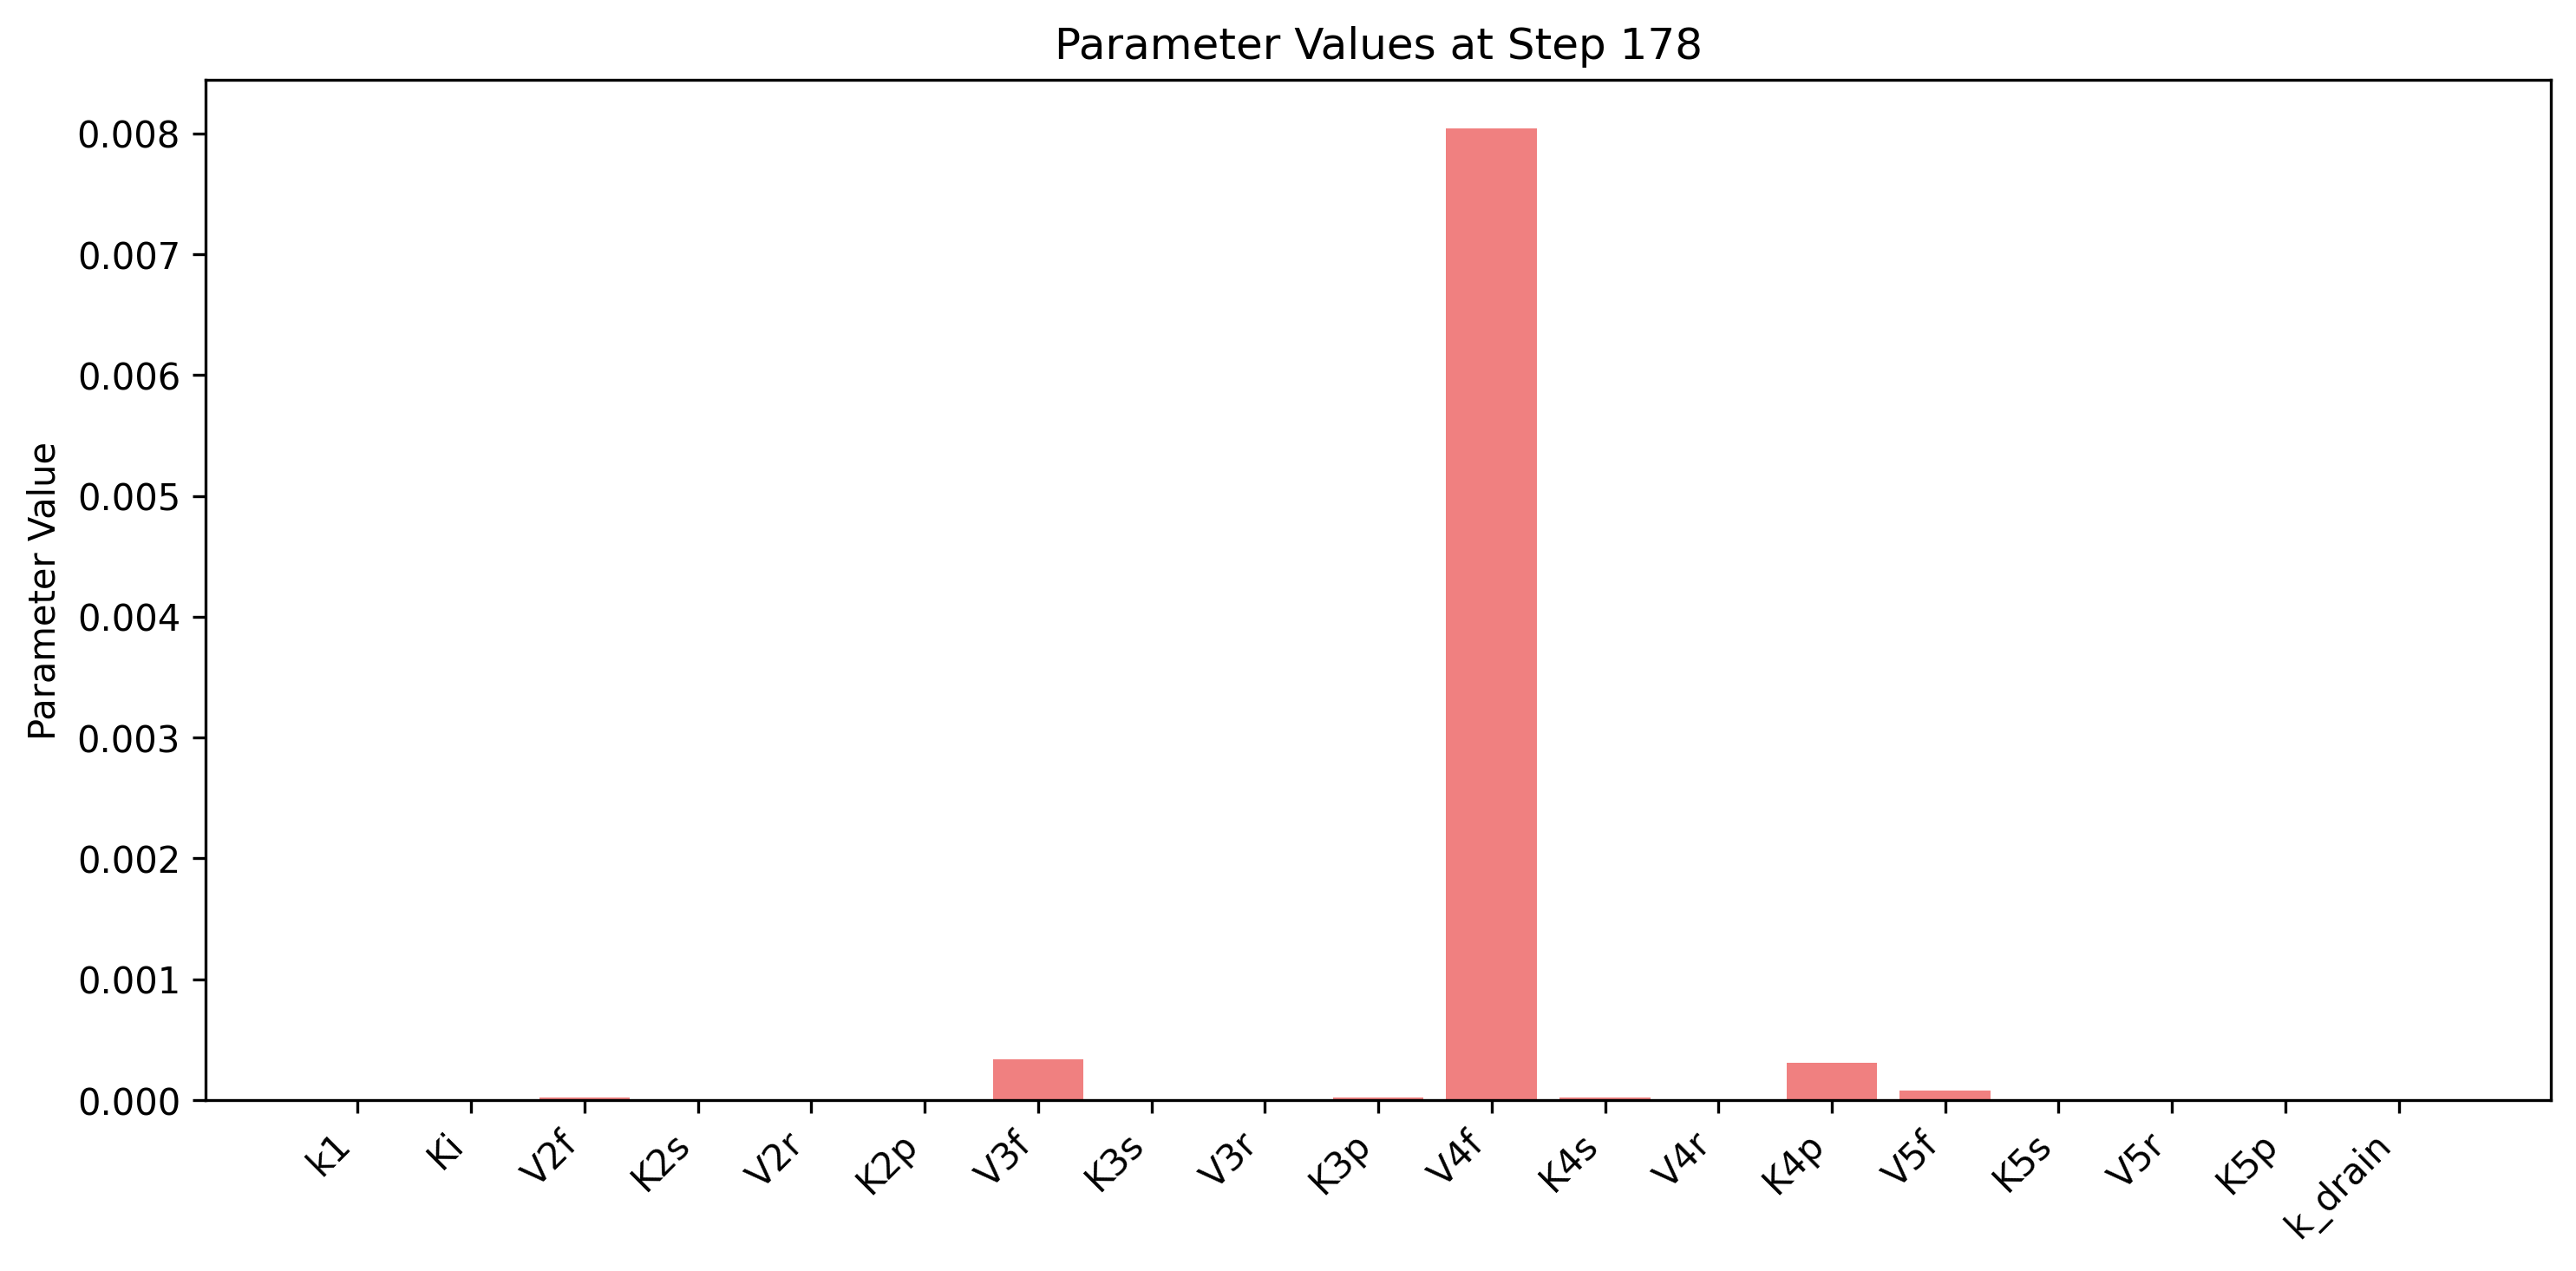 Parameter Values at Step 178
Parameter Value
0.008
0.007
0.006
0.005
0.004
0.003
0.002
0.001
0.000
k1
Ki
V2f
K2s
V2r
K2p
V3f
K3s
V3r
K3p
V4f
K4s
V4r
K4p
V5f
K5s
V5r
K5p
k_drain